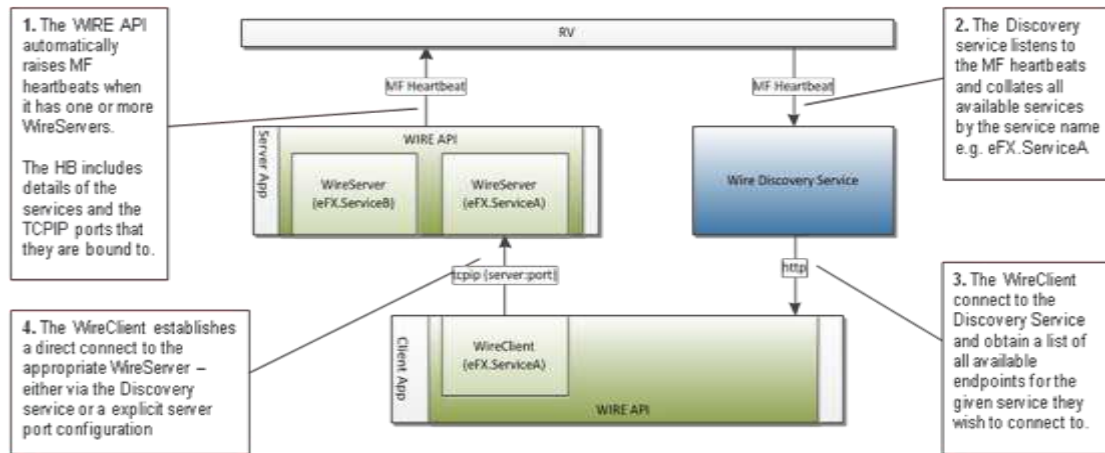 1. The WIRE API
automatically
raises MF
heartbeats when
it has one or more
WireServers.
The HB includes
details of the
services and the
TCPIP ports that
they are bound to.
RV
MF Heartbeat
MF Heartbeat
2. The Discovery
service listens to
the MF heartbeats
and collates all
available services
by the service name
e.g. eFX.ServiceA
Server App
WIRE API
WireServer
(eFX.ServiceB)
WireServer
(eFX.ServiceA)
Wire Discovery Service
tcpip (server:port)
http
4. The WireClient establishes
a direct connect to the
appropriate WireServer –
either via the Discovery
service or a explicit server
port configuration
Client App
WireClient
(eFX.ServiceA)
WIRE API
3. The WireClient
connect to the
Discovery Service
and obtain a list of
all available
endpoints for the
given service they
wish to connect to.